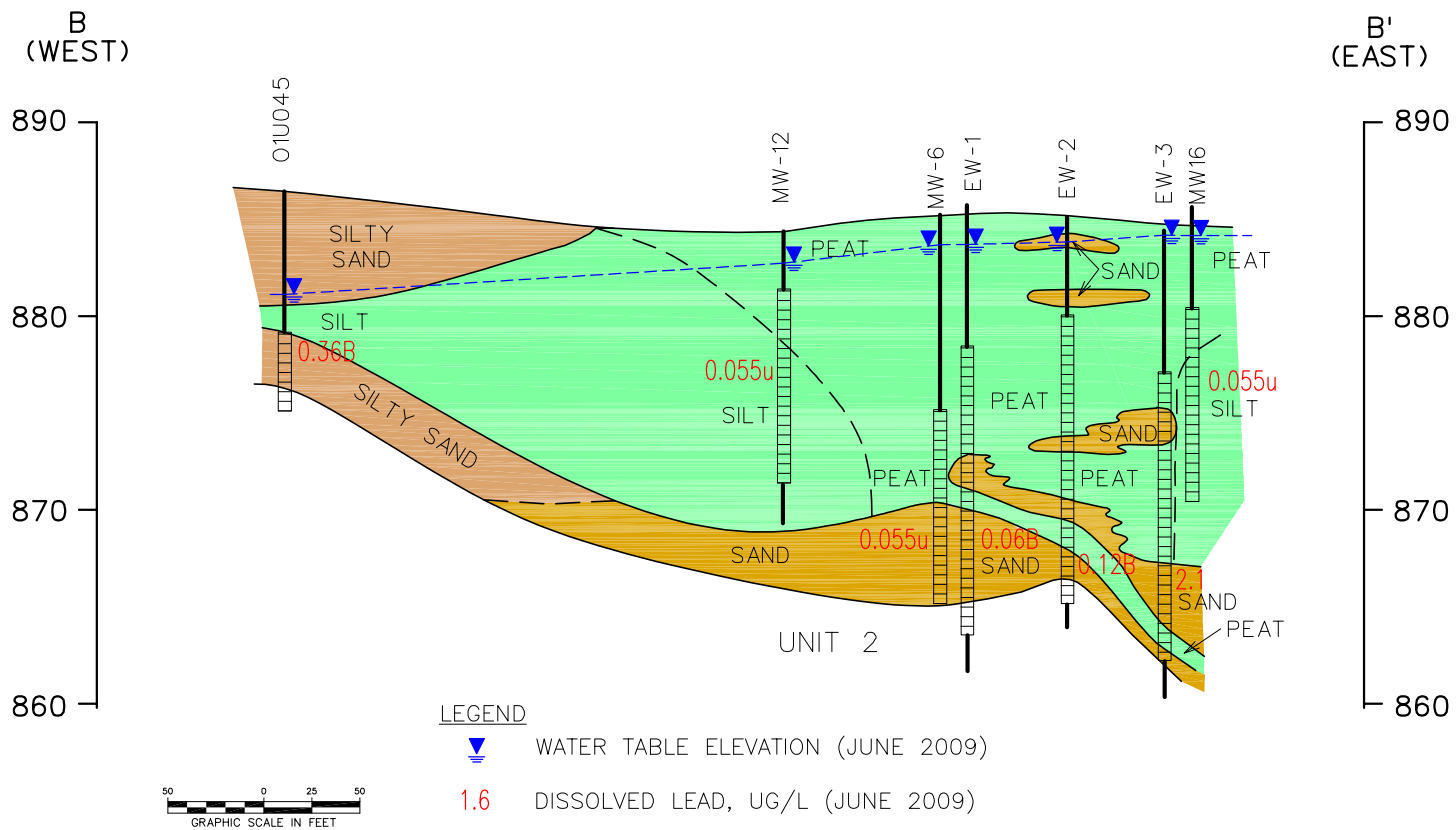 B
(WEST)
B'
(EAST)
01U045
MW-12
MW-6
EW-1
EW-2
EW-3
MW16
890
890
SILTY
SAND
PEAT
PEAT
SAND
880
SILT
880
0.36B
0.055u
0.055u
SILTY SAND
SILT
PEAT
SILT
SAND
PEAT
PEAT
870
870
0.055u
0.06B
SAND
SAND
0.12B
2.1
SAND
PEAT
UNIT 2
860
860
LEGEND
WATER TABLE ELEVATION (JUNE 2009)
1.6 DISSOLVED LEAD, UG/L (JUNE 2009)
50 0 25 50
GRAPHIC SCALE IN FEET